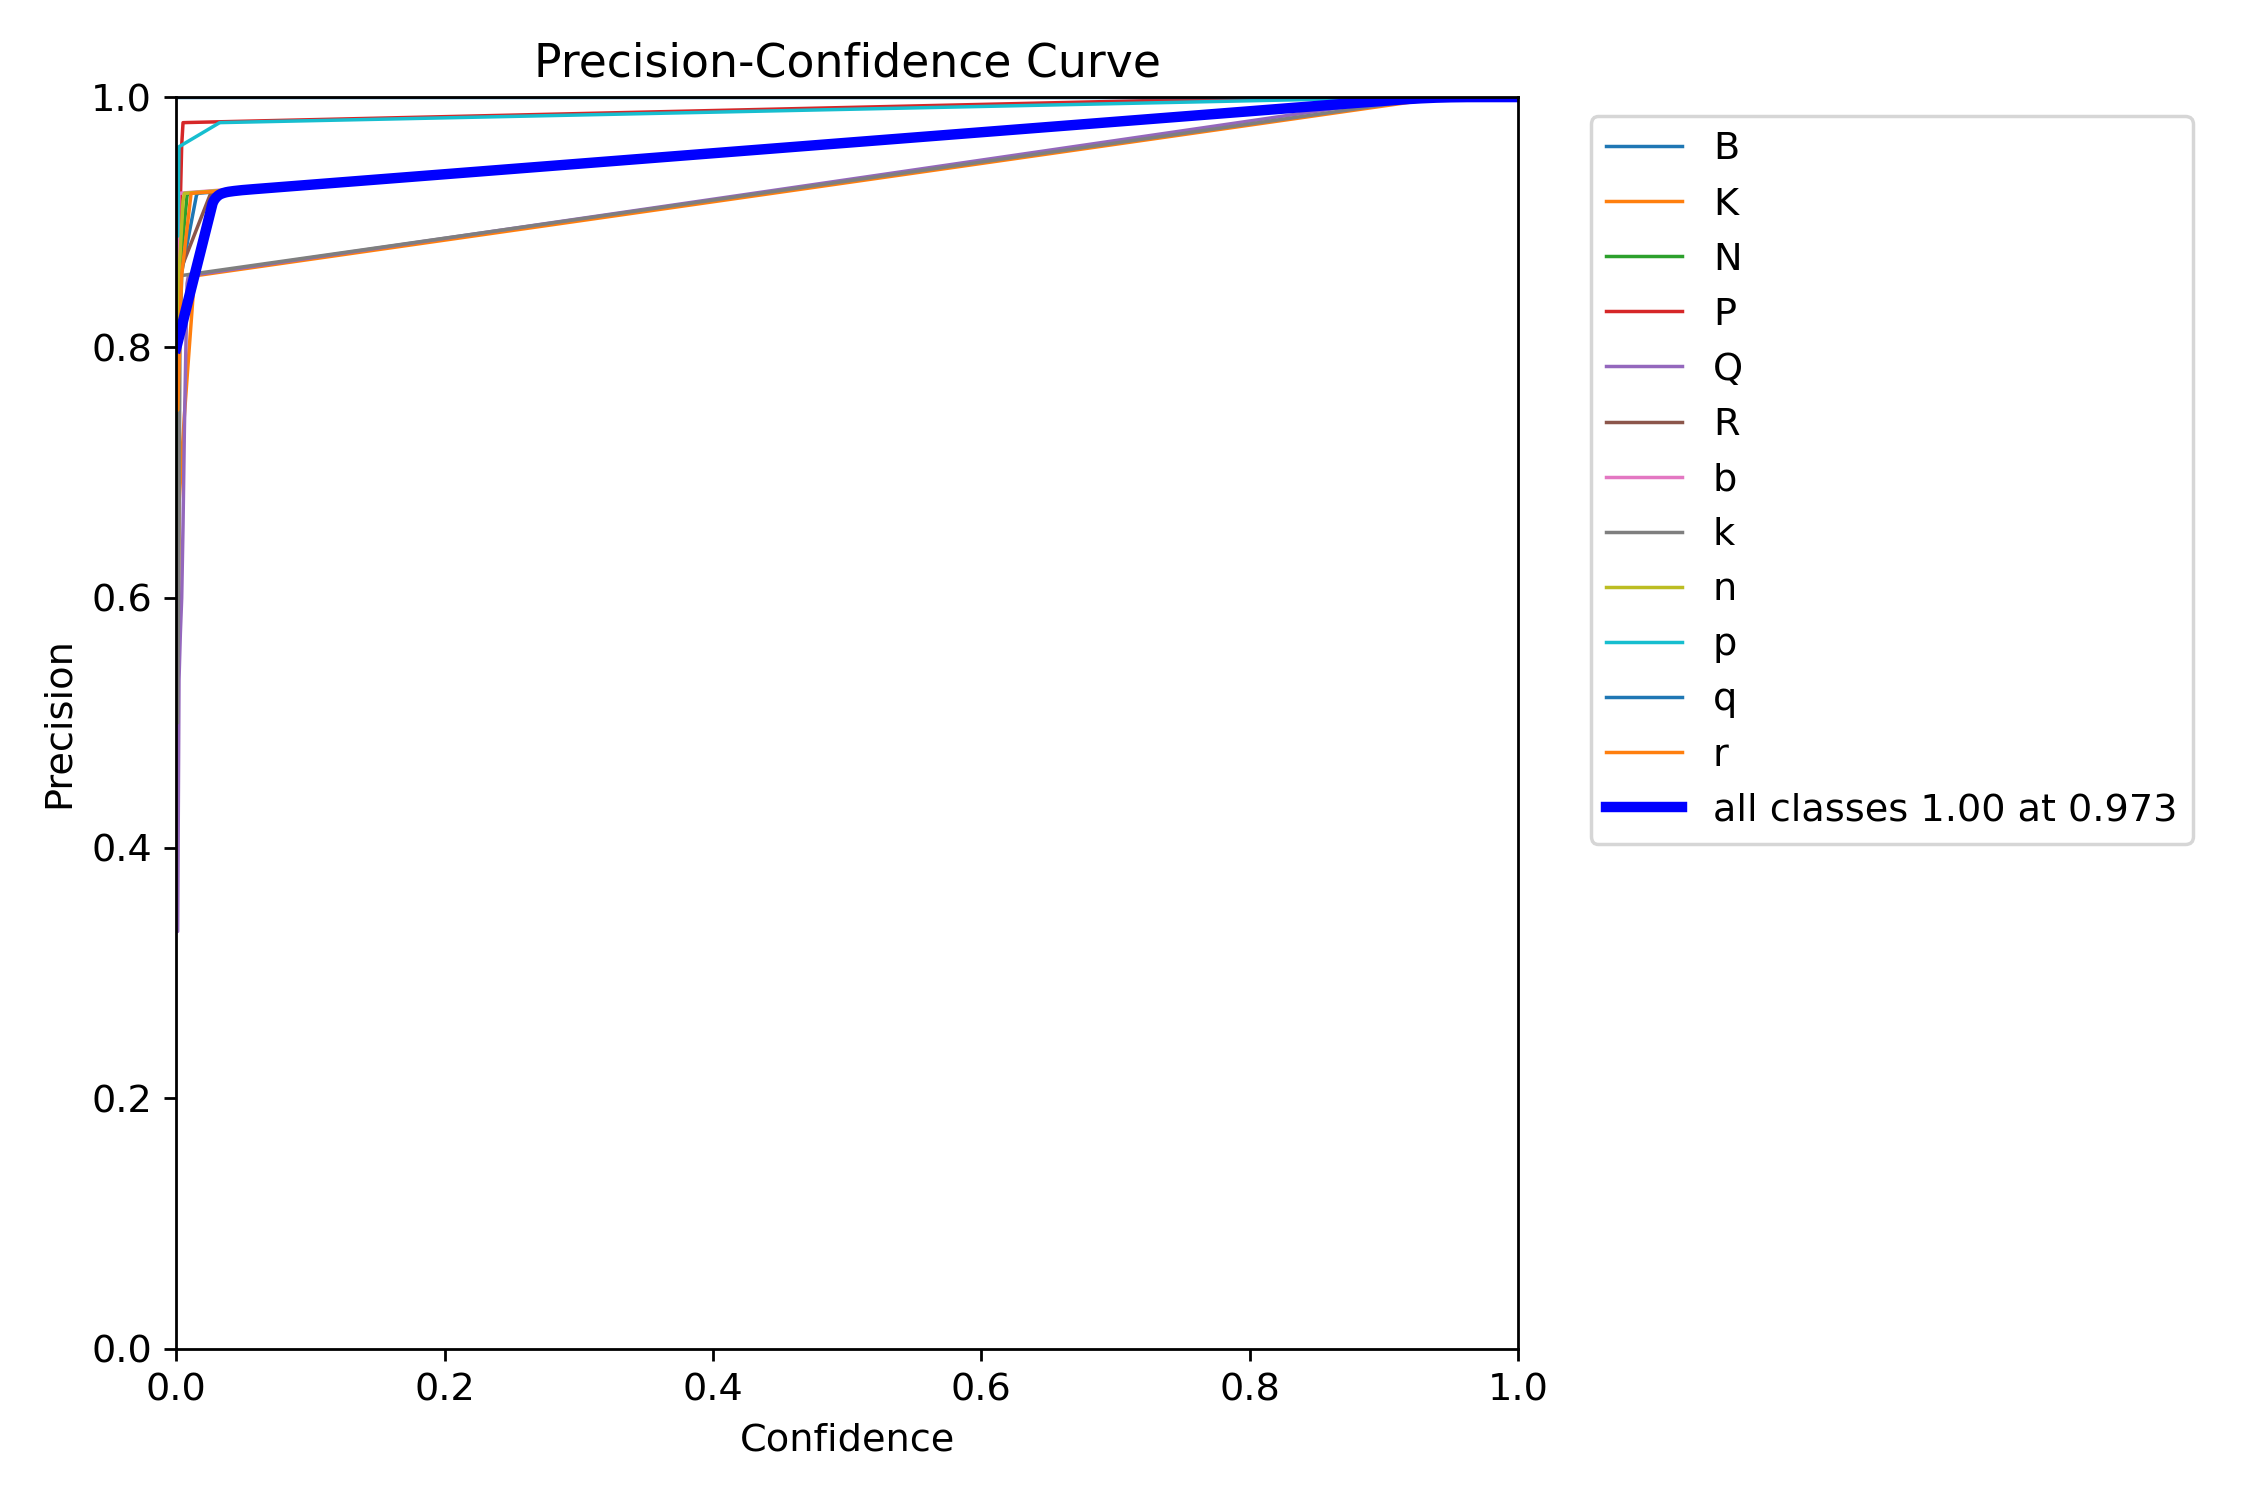 Precision-Confidence Curve
1.0
0.8
0.6
0.4
0.2
0.0
Precision
0.0 0.2 0.4 0.6 0.8 1.0
Confidence
B
K
N
P
Q
R
b
k
n
p
q
r
all classes 1.00 at 0.973